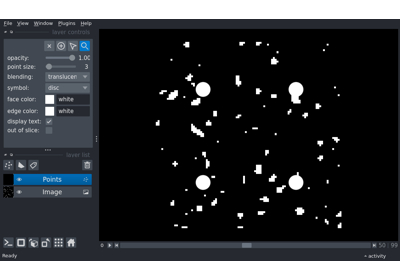 File View Window Plugins Help
layer controls
opacity: 1.00
point size: 3
blending: translucen
symbol: disc
face color: white
edge color: white
display text:
out of slice:
layer list
Points
Image
0 50 99
Ready activity